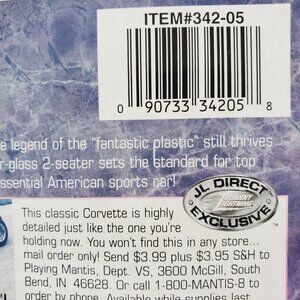 ITEM#342-05
0 90733 34205 8
e legend of the "fantastic plastic" still thrives
r-glass 2-seater sets the standard for top
ssential American sports car!
JL DIRECT
JOHNNY
LIGHTNING
EXCLUSIVE
TM
This classic Corvette is highly
detailed just like the one you're
holding now. You won't find this in any store...
mail order only! Send $3.99 plus $3.95 S&H to
Playing Mantis, Dept. VS, 3600 McGill, South
Bend, IN 46628. Or call 1-800-MANTIS-8 to
order by phone. Available while supplies last